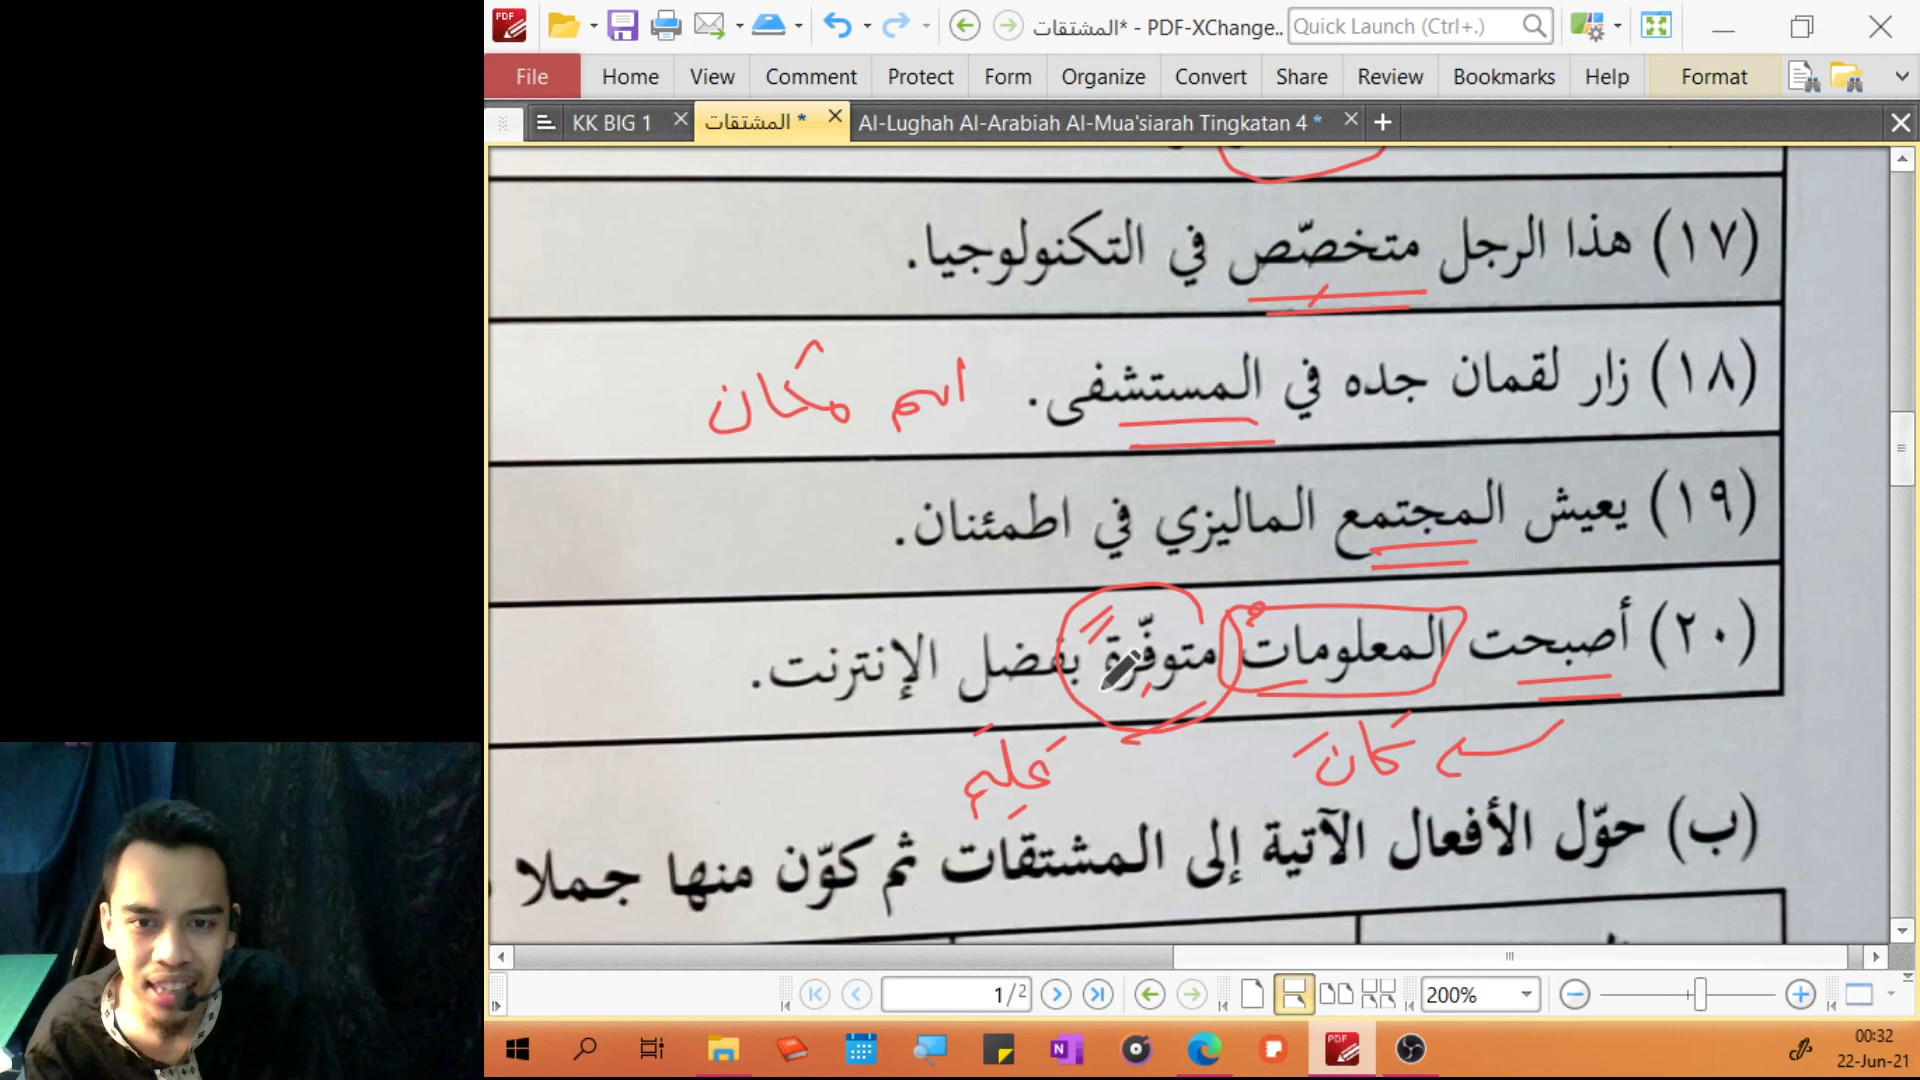 المشتقات* - PDF-XChange..
Quick Launch (Ctrl+.)
File Home View Comment Protect Form Organize Convert Share Review Bookmarks Help Format
KK BIG 1
المشتقات *
Al-Lughah Al-Arabiah Al-Mua'siarah Tingkatan 4 *
(١٧) هذا الرجل متخصّص في التكنولوجيا.
(١٨) زار لقمان جده في المستشفى.
اسم مَكان
(١٩) يعيش المجتمع الماليزي في اطمئنان.
(٢٠) أصبحت المعلومات متوفّرة بفضل الإنترنت.
كَانَ
عَلِمَ
(ب) حوّل الأفعال الآتية إلى المشتقات ثم كوّن منها جملا
1 / 2
200%
00:32
22-Jun-21